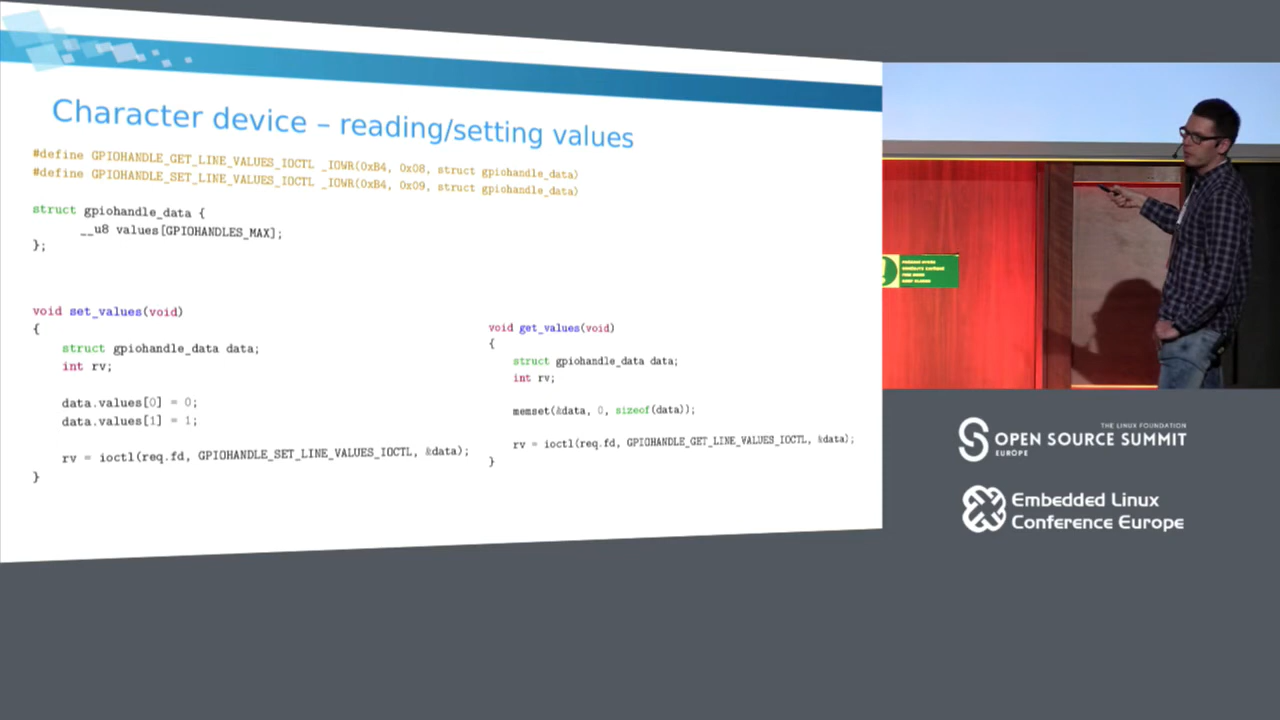 Character device – reading/setting values
#define GPIOHANDLE_GET_LINE_VALUES_IOCTL _IOWR(0xB4, 0x08, struct gpiohandle_data)
#define GPIOHANDLE_SET_LINE_VALUES_IOCTL _IOWR(0xB4, 0x09, struct gpiohandle_data)
struct gpiohandle_data {
__u8 values[GPIOHANDLES_MAX];
};
void set_values(void)
{
struct gpiohandle_data data;
int rv;
data.values[0] = 0;
data.values[1] = 1;
rv = ioctl(req.fd, GPIOHANDLE_SET_LINE_VALUES_IOCTL, &data);
}
void get_values(void)
{
struct gpiohandle_data data;
int rv;
memset(&data, 0, sizeof(data));
rv = ioctl(req.fd, GPIOHANDLE_GET_LINE_VALUES_IOCTL, &data);
}
THE LINUX FOUNDATION
OPEN SOURCE SUMMIT
EUROPE
Embedded Linux
Conference Europe